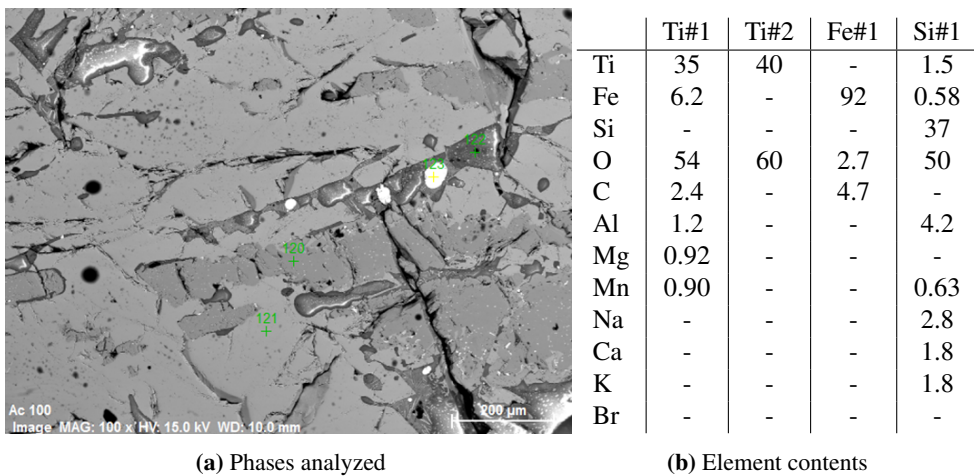 122
123
120
121
Ac 100
Image MAG: 100 x HV: 15.0 kV WD: 10.0 mm
200 µm
Ti#1 Ti#2 Fe#1 Si#1
Ti 35 40 - 1.5
Fe 6.2 - 92 0.58
Si - - - 37
O 54 60 2.7 50
C 2.4 - 4.7 -
Al 1.2 - - 4.2
Mg 0.92 - - -
Mn 0.90 - - 0.63
Na - - - 2.8
Ca - - - 1.8
K - - - 1.8
Br - - - -
(a) Phases analyzed
(b) Element contents